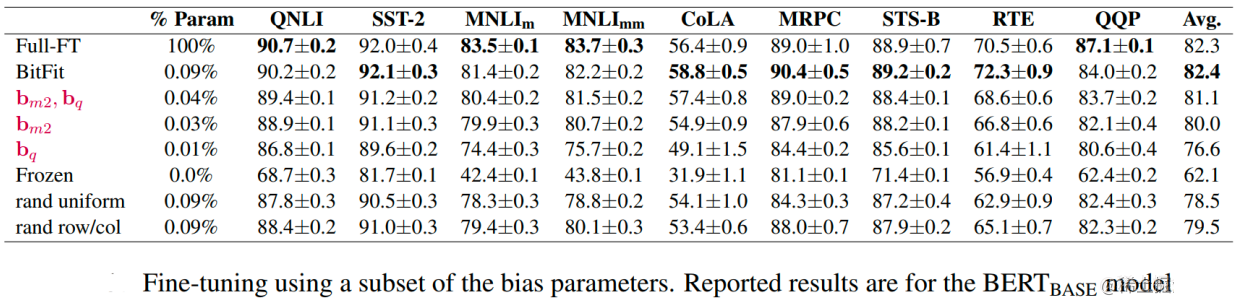 % Param QNLI SST-2 MNLIm MNLImm CoLA MRPC STS-B RTE QQP Avg.
Full-FT 100% 90.7±0.2 92.0±0.4 83.5±0.1 83.7±0.3 56.4±0.9 89.0±1.0 88.9±0.7 70.5±0.6 87.1±0.1 82.3
BitFit 0.09% 90.2±0.2 92.1±0.3 81.4±0.2 82.2±0.2 58.8±0.5 90.4±0.5 89.2±0.2 72.3±0.9 84.0±0.2 82.4
bm2, bq 0.04% 89.4±0.1 91.2±0.2 80.4±0.2 81.5±0.2 57.4±0.8 89.0±0.2 88.4±0.1 68.6±0.6 83.7±0.2 81.1
bm2 0.03% 88.9±0.1 91.1±0.3 79.9±0.3 80.7±0.2 54.9±0.9 87.9±0.6 88.2±0.1 66.8±0.6 82.1±0.4 80.0
bq 0.01% 86.8±0.1 89.6±0.2 74.4±0.3 75.7±0.2 49.1±1.5 84.4±0.2 85.6±0.1 61.4±1.1 80.6±0.4 76.6
Frozen 0.0% 68.7±0.3 81.7±0.1 42.4±0.1 43.8±0.1 31.9±1.1 81.1±0.1 71.4±0.1 56.9±0.4 62.4±0.2 62.1
rand uniform 0.09% 87.8±0.3 90.5±0.3 78.3±0.3 78.8±0.2 54.1±1.0 84.3±0.3 87.2±0.4 62.9±0.9 82.4±0.3 78.5
rand row/col 0.09% 88.4±0.2 91.0±0.3 79.4±0.3 80.1±0.3 53.4±0.6 88.0±0.7 87.9±0.2 65.1±0.7 82.3±0.2 79.5
Fine-tuning using a subset of the bias parameters. Reported results are for the BERTBASE model